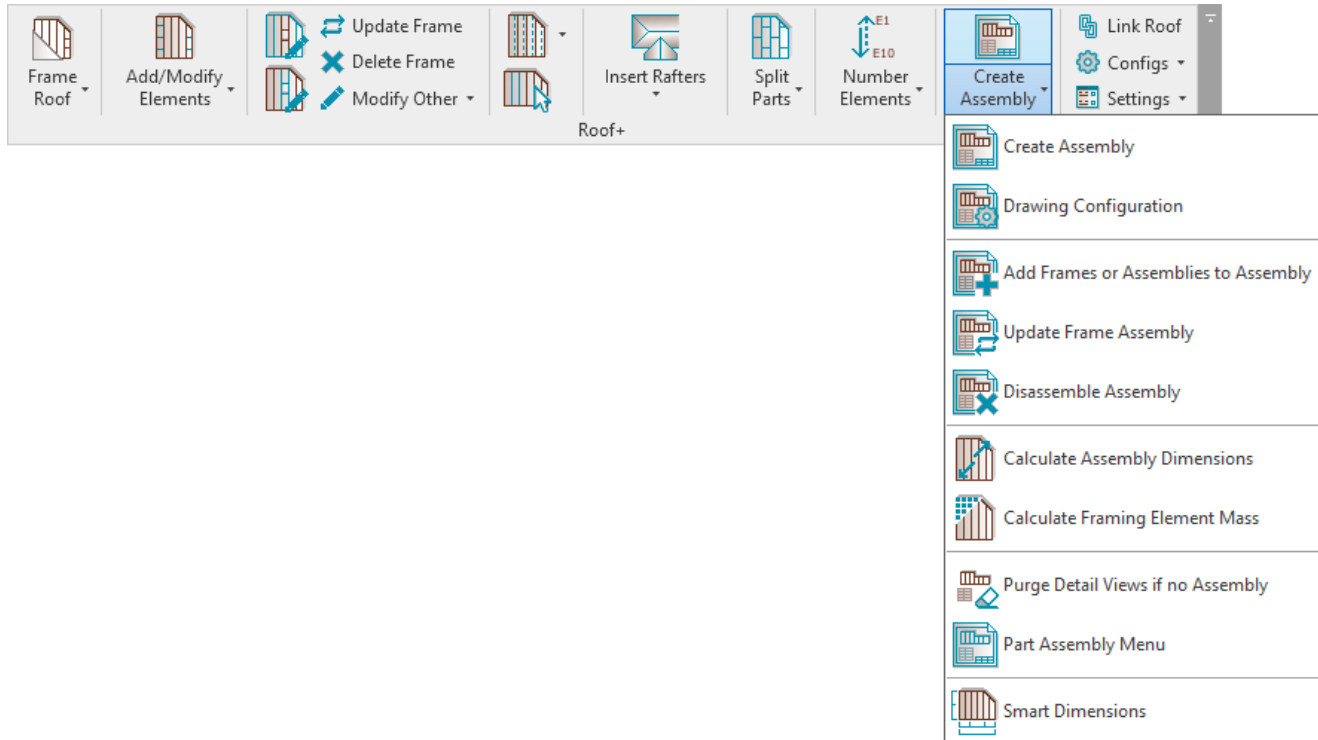 Frame
Roof
Add/Modify
Elements
Update Frame
Delete Frame
Modify Other
Insert Rafters
Split
Parts
E1
E10
Number
Elements
Create
Assembly
Link Roof
Configs
Settings
Roof+
Create Assembly
Drawing Configuration
Add Frames or Assemblies to Assembly
Update Frame Assembly
Disassemble Assembly
Calculate Assembly Dimensions
Calculate Framing Element Mass
Purge Detail Views if no Assembly
Part Assembly Menu
Smart Dimensions